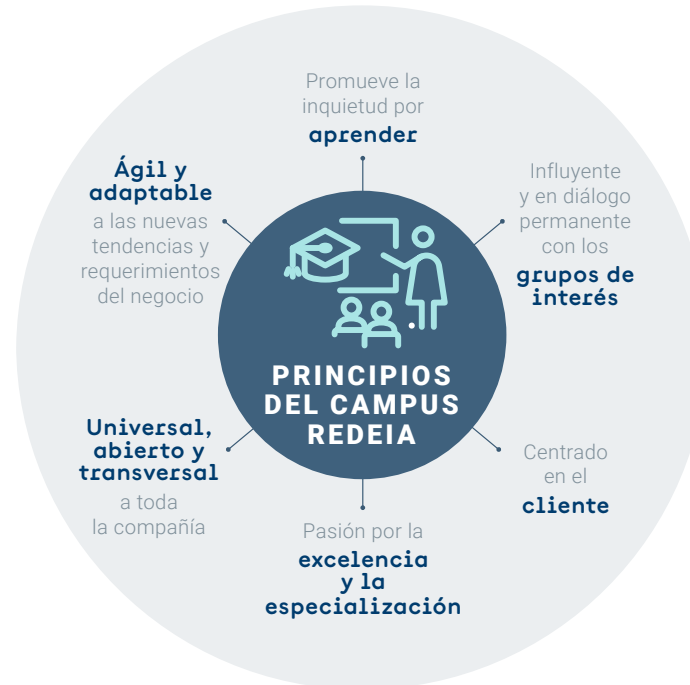 Promueve la
inquietud por
aprender
Influyente
y en diálogo
permanente
con los
grupos de
interés
Centrado
en el
cliente
Pasión por la
excelencia
y la
especialización
Universal,
abierto y
transversal
a toda
la compañía
Ágil y
adaptable
a las nuevas
tendencias y
requerimientos
del negocio
PRINCIPIOS
DEL CAMPUS
REDEIA